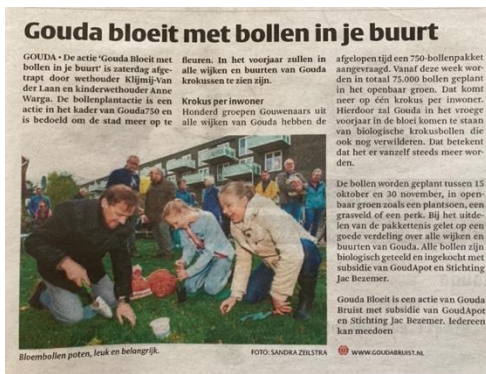 Gouda bloeit met bollen in je buurt
GOUDA • De actie 'Gouda Bloeit met
bollen in je buurt' is zaterdag afge-
trapt door wethouder Klijmij-Van
der Laan en kinderwethouder Anne
Warga. De bollenplantactie is een
actie in het kader van Gouda750 en
is bedoeld om de stad meer op te
fleuren. In het voorjaar zullen in
alle wijken en buurten van Gouda
krokussen te zien zijn.
Krokus per inwoner
Honderd groepen Gouwenaars uit
alle wijken van Gouda hebben de
afgelopen tijd een 750-bollenpakket
aangevraagd. Vanaf deze week wor-
den in totaal 75.000 bollen geplant
in het openbaar groen. Dat komt
neer op één krokus per inwoner.
Hierdoor zal Gouda in het vroege
voorjaar in de bloei komen te staan
van biologische krokusbollen die
ook nog verwilderen. Dat betekent
dat het er vanzelf steeds meer wor-
den.
De bollen worden geplant tussen 15
oktober en 30 november, in open-
baar groen zoals een plantsoen, een
grasveld of een perk. Bij het uitde-
len van de pakketten is gelet op een
goede verdeling over alle wijken en
buurten van Gouda. Alle bollen zijn
biologisch geteeld en ingekocht met
subsidie van GoudApot en Stichting
Jac Bezemer.
Gouda Bloeit is een actie van Gouda
Bruist met subsidie van GoudApot
en Stichting Jac Bezemer. Iedereen
kan meedoen
WWW.GOUDABRUIST.NL
Bloembollen poten, leuk en belangrijk.
FOTO: SANDRA ZEILSTRA